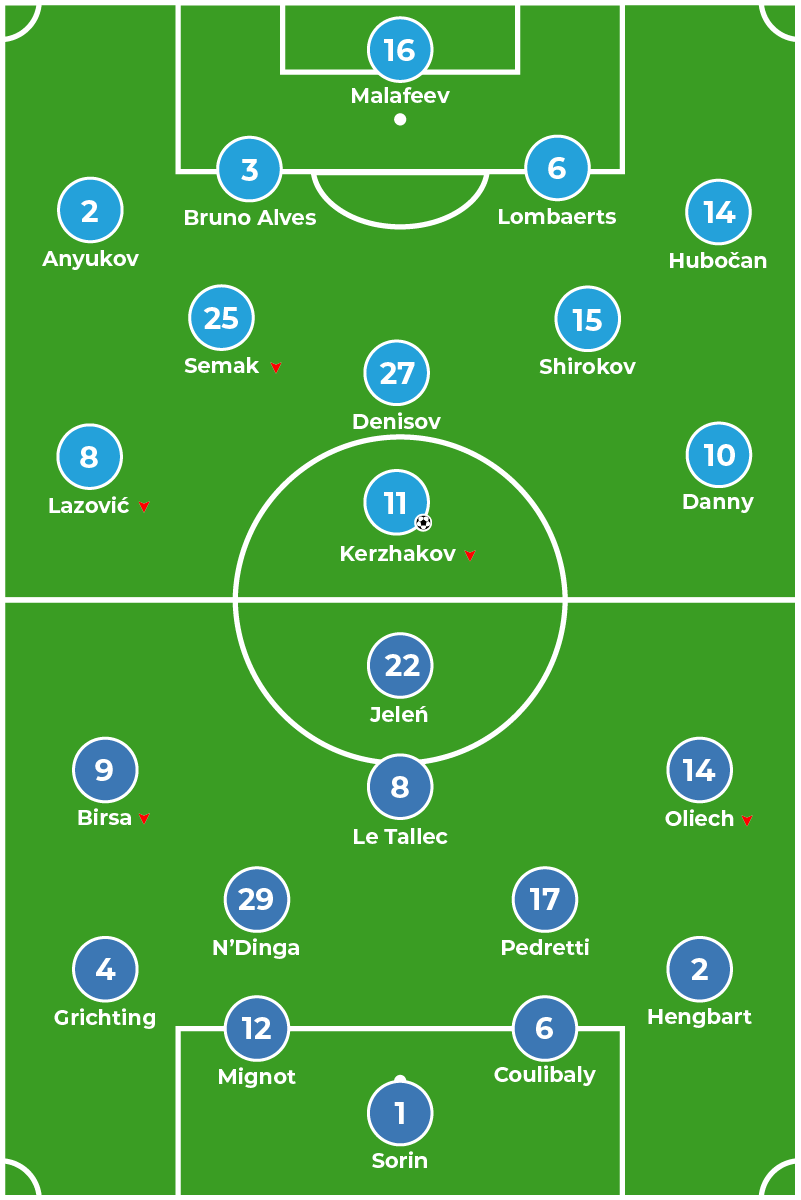 16
Malafeev
3
Bruno Alves
6
Lombaerts
2
Anyukov
14
Hubočan
25
Semak
15
Shirokov
27
Denisov
8
Lazović
10
Danny
11
Kerzhakov
22
Jeleń
9
Birsa
8
Le Tallec
14
Oliech
29
N’Dinga
17
Pedretti
4
Grichting
2
Hengbart
12
Mignot
6
Coulibaly
1
Sorin